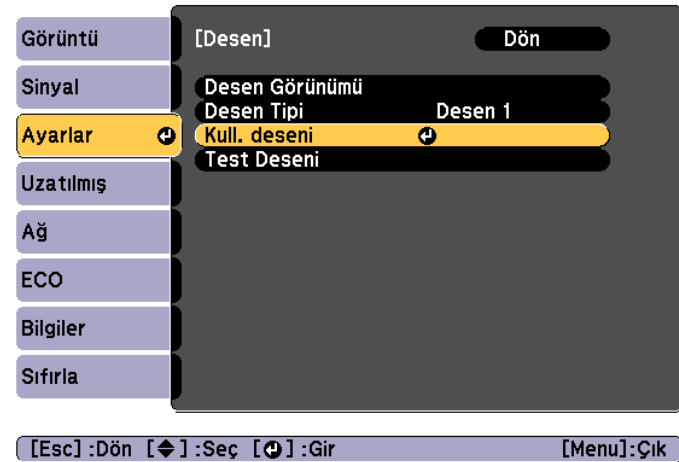 Görüntü
Sinyal
Ayarlar
Uzatılmış
Ağ
ECO
Bilgiler
Sıfırla
[Desen] Dön
Desen Görünümü
Desen Tipi Desen 1
Kull. deseni
Test Deseni
[Esc] :Dön [◆] :Seç [↵] :Gir [Menu]:Çık